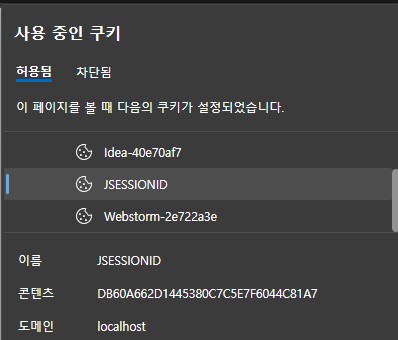 사용 중인 쿠키
허용됨 차단됨
이 페이지를 볼 때 다음의 쿠키가 설정되었습니다.
Idea-40e70af7
JSESSIONID
Webstorm-2e722a3e
이름 JSESSIONID
콘텐츠 DB60A662D1445380C7C5E7F6044C81A7
도메인 localhost